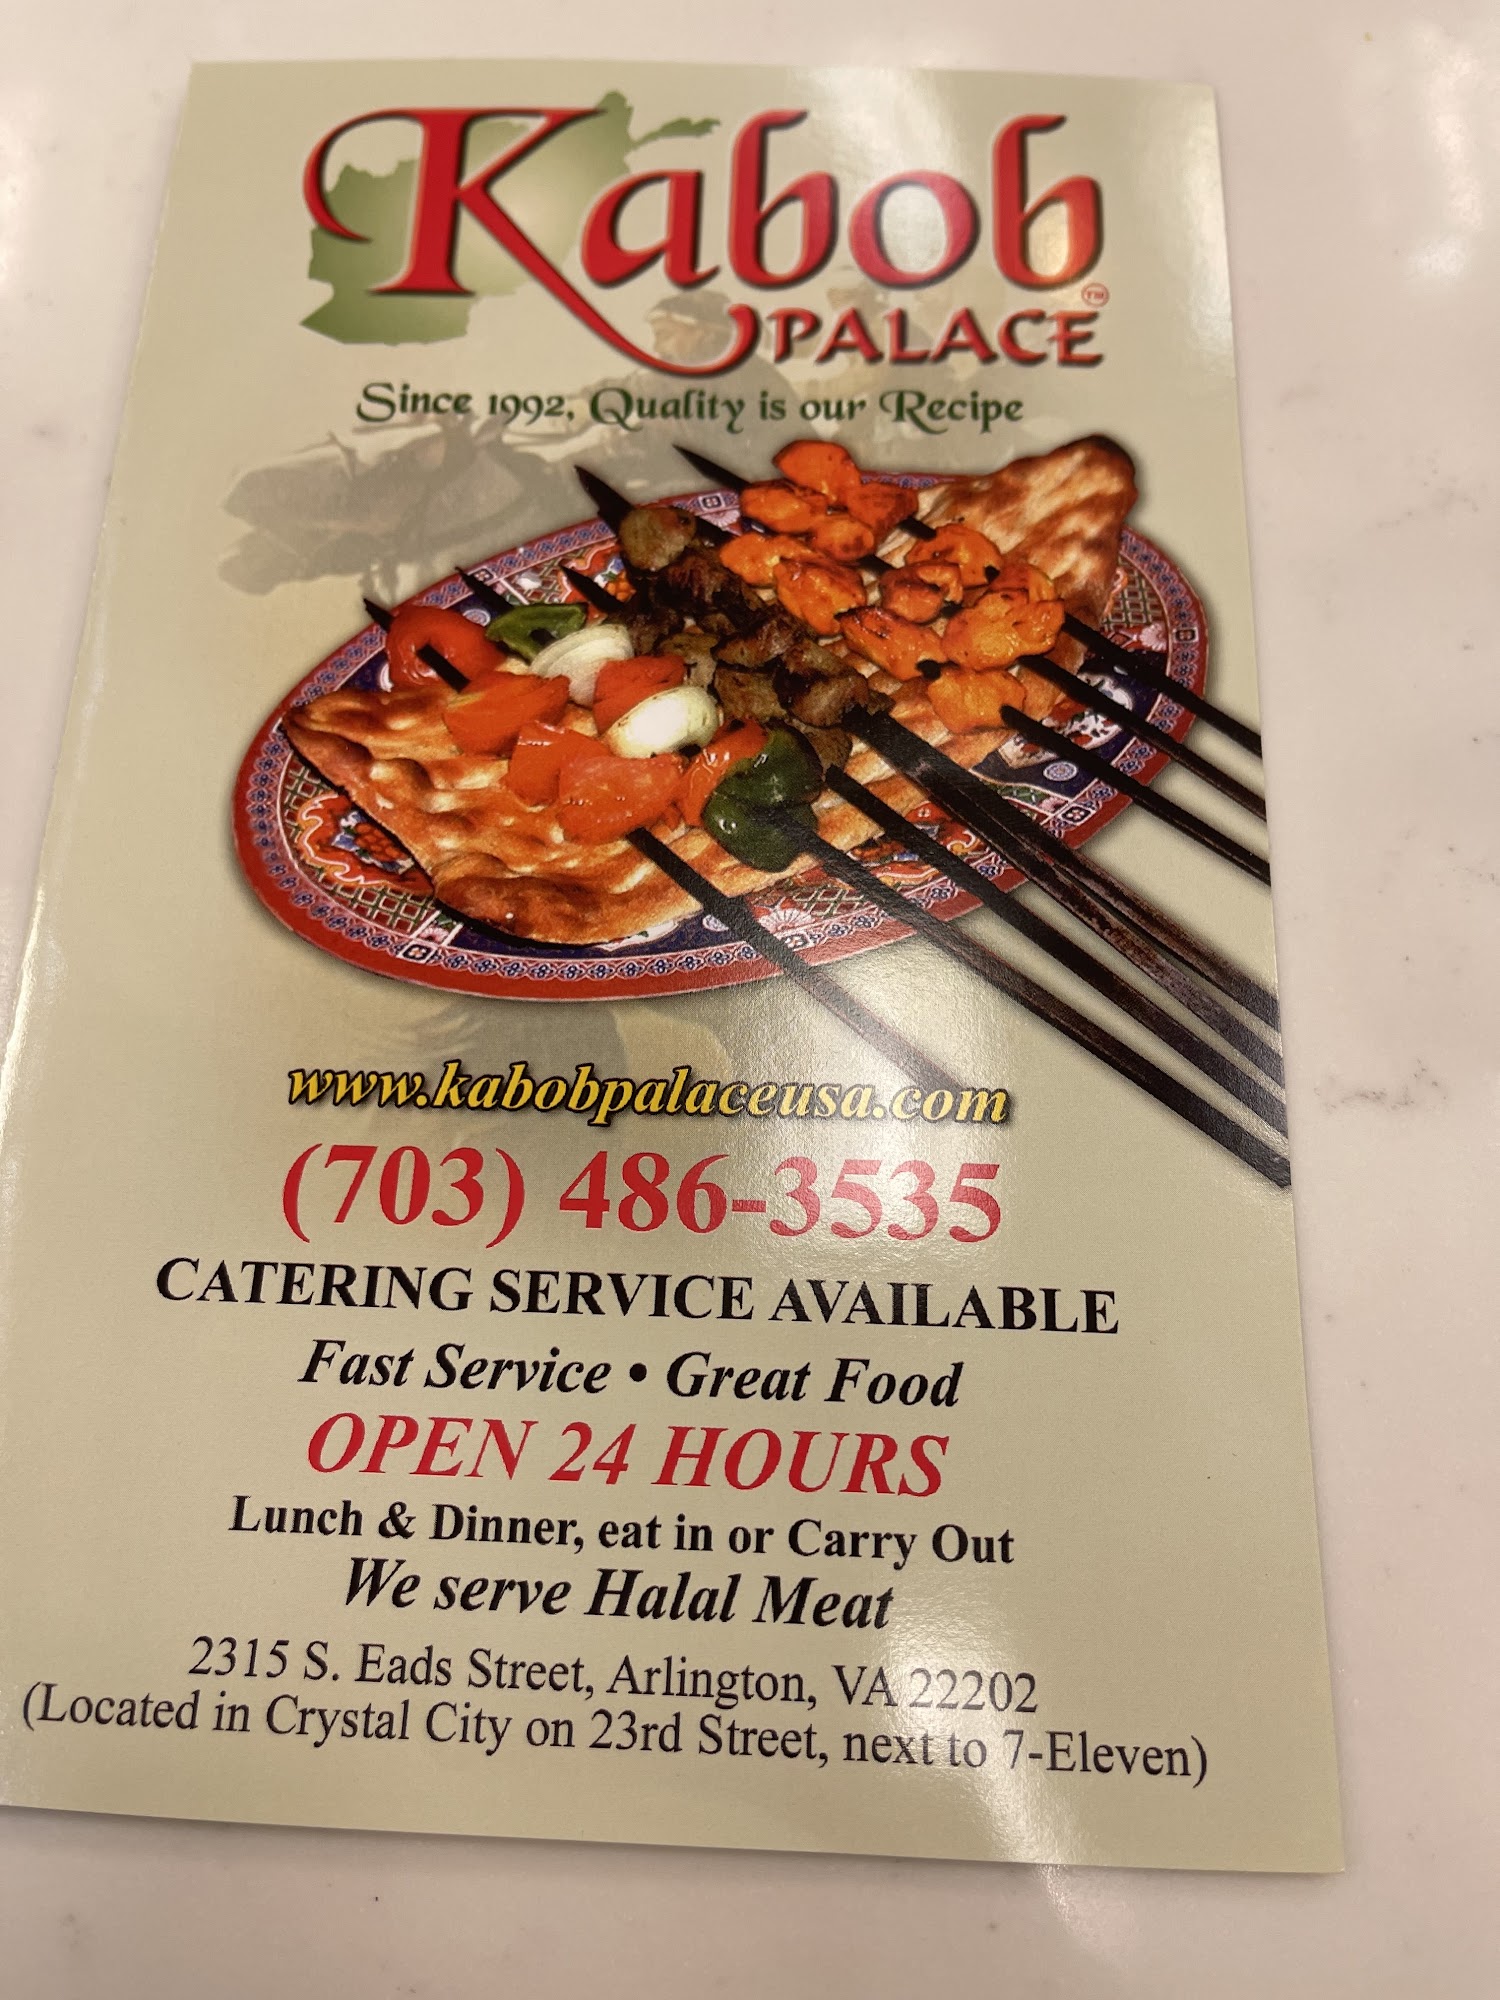 Kabob
PALACE TM
Since 1992, Quality is our Recipe
www.kabobpalaceusa.com
(703) 486-3535
CATERING SERVICE AVAILABLE
Fast Service • Great Food
OPEN 24 HOURS
Lunch & Dinner, eat in or Carry Out
We serve Halal Meat
2315 S. Eads Street, Arlington, VA 22202
(Located in Crystal City on 23rd Street, next to 7-Eleven)